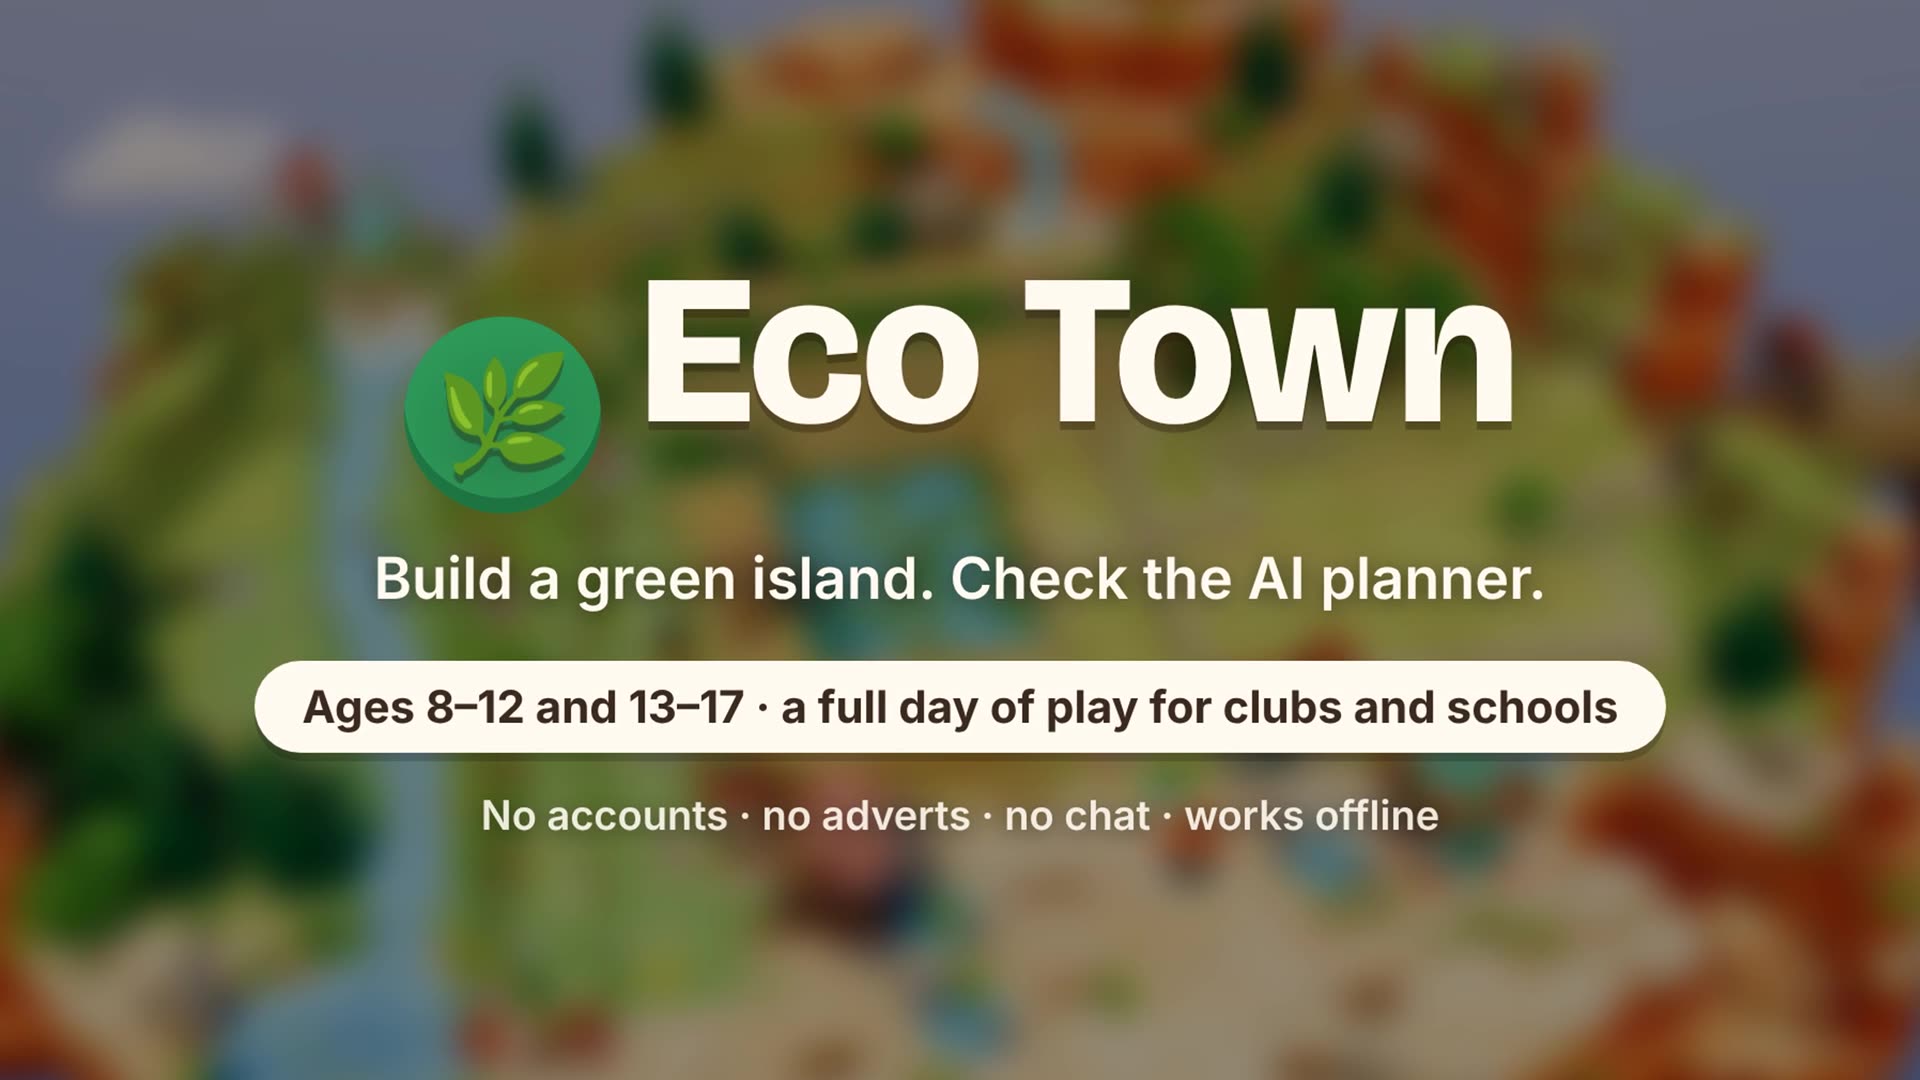 Eco Town
Build a green island. Check the AI planner.
Ages 8–12 and 13–17 · a full day of play for clubs and schools
No accounts · no adverts · no chat · works offline